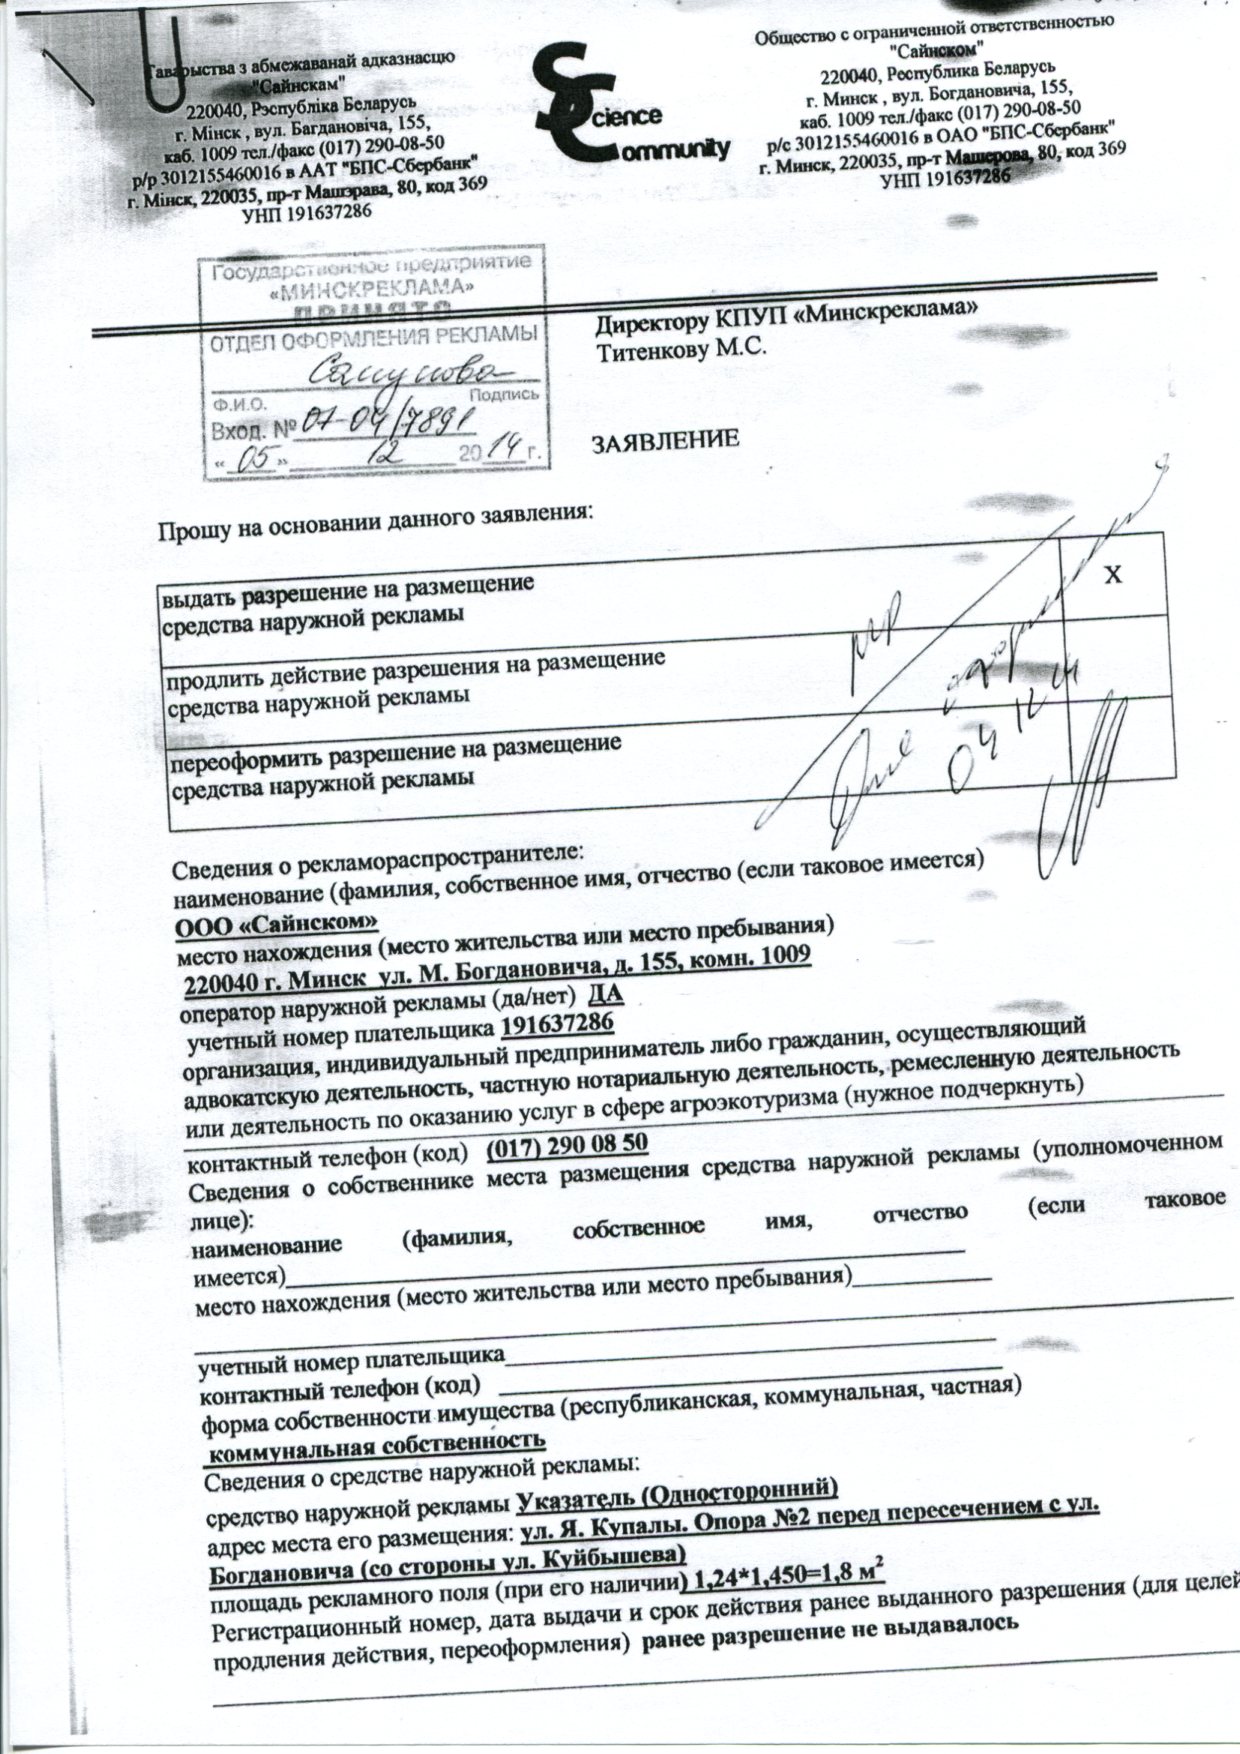 Таварыства з абмежаванай адказнасцю
"Сайнскам"
220040, Рэспубліка Беларусь
г. Мінск , вул. Багдановіча, 155,
каб. 1009 тел./факс (017) 290-08-50
р/р 3012155460016 в ААТ "БПС-Сбербанк"
г. Мінск, 220035, пр-т Машэрава, 80, код 369
УНП 191637286
Science
Community
Общество с ограниченной ответственностью
"Сайнском"
220040, Республика Беларусь
г. Минск , вул. Богдановича, 155,
каб. 1009 тел./факс (017) 290-08-50
р/с 3012155460016 в ОАО "БПС-Сбербанк"
г. Минск, 220035, пр-т Машерова, 80, код 369
УНП 191637286
Государственное предприятие
«МИНСКРЕКЛАМА»
ПРИНЯТО
ОТДЕЛ ОФОРМЛЕНИЯ РЕКЛАМЫ
Ф.И.О. Подпись
Вход. № 01-04/7891
« 05 » 12 2014 г.
Директору КПУП «Минскреклама»
Титенкову М.С.
ЗАЯВЛЕНИЕ
Прошу на основании данного заявления:
выдать разрешение на размещение
средства наружной рекламы
X
продлить действие разрешения на размещение
средства наружной рекламы
переоформить разрешение на размещение
средства наружной рекламы
Для
04 12 14
Сведения о рекламораспространителе:
наименование (фамилия, собственное имя, отчество (если таковое имеется)
ООО «Сайнском»
место нахождения (место жительства или место пребывания)
220040 г. Минск ул. М. Богдановича, д. 155, комн. 1009
оператор наружной рекламы (да/нет) ДА
учетный номер плательщика 191637286
организация, индивидуальный предприниматель либо гражданин, осуществляющий
адвокатскую деятельность, частную нотариальную деятельность, ремесленную деятельность
или деятельность по оказанию услуг в сфере агроэкотуризма (нужное подчеркнуть)
контактный телефон (код) (017) 290 08 50
Сведения о собственнике места размещения средства наружной рекламы (уполномоченном
лице):
наименование (фамилия, собственное имя, отчество (если таковое
имеется)
место нахождения (место жительства или место пребывания)
учетный номер плательщика
контактный телефон (код)
форма собственности имущества (республиканская, коммунальная, частная)
коммунальная собственность
Сведения о средстве наружной рекламы:
средство наружной рекламы Указатель (Односторонний)
адрес места его размещения: ул. Я. Купалы. Опора №2 перед пересечением с ул.
Богдановича (со стороны ул. Куйбышева)
площадь рекламного поля (при его наличии) 1,24*1,450=1,8 м²
Регистрационный номер, дата выдачи и срок действия ранее выданного разрешения (для целей
продления действия, переоформления) ранее разрешение не выдавалось